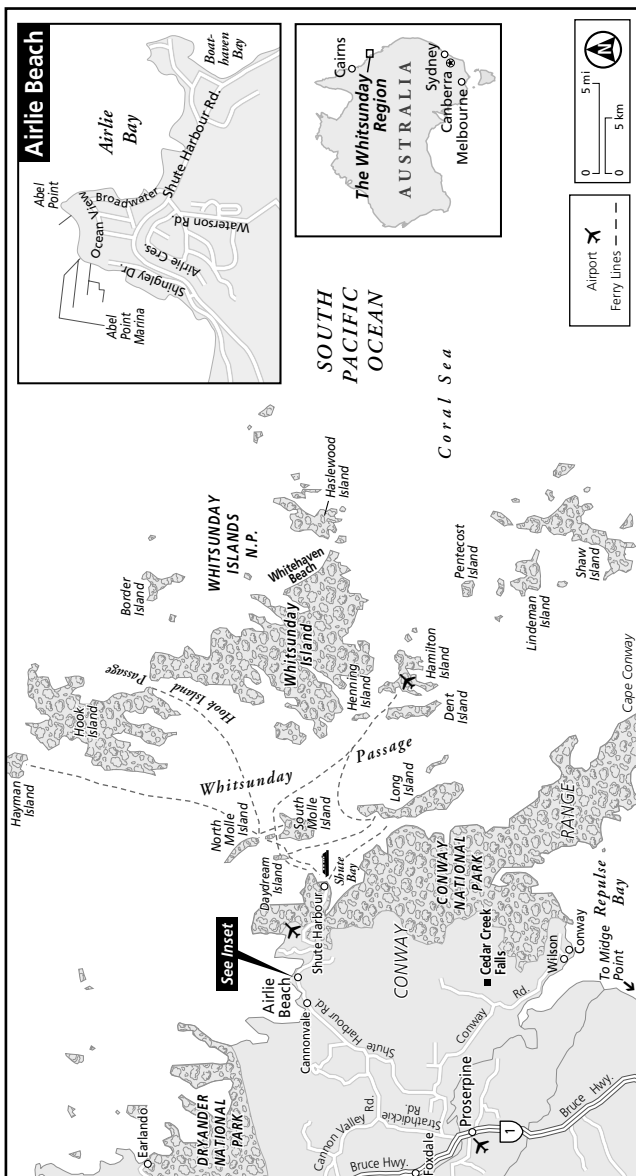 Airlie Beach
Abel
Point
Ocean View
Broadwater
Airlie
Bay
Boat-
haven
Bay
Shute Harbour Rd.
Waterson Rd.
Airlie Cres.
Shingley Dr.
Abel
Point
Marina
Cairns
The Whitsunday
Region
AUSTRALIA
Sydney
Canberra
Melbourne
Airport
Ferry Lines
0
5 mi
0
5 km
N
SOUTH
PACIFIC
OCEAN
Coral Sea
Hayman
Island
Hook
Island
Hook Island
Passage
Border
Island
WHITSUNDAY
ISLANDS
N.P.
Whitehaven
Beach
Haslewood
Island
Whitsunday
Island
Henning
Island
Hamilton
Island
Dent
Island
Pentecost
Island
Lindeman
Island
Shaw
Island
Whitsunday
Passage
North
Molle
Island
South
Molle
Island
Daydream
Island
Long
Island
Shute
Bay
Shute Harbour
See Inset
Airlie
Beach
Cannonvale
Shute Harbour Rd.
CONWAY
RANGE
CONWAY
NATIONAL
PARK
Cape Conway
Cedar Creek
Falls
Wilson
Conway
Conway Rd.
Repulse
Bay
To Midge
Point
Earlando
DRYANDER
NATIONAL
PARK
Cannon Valley
Rd.
Strathdickie
Rd.
Proserpine
Foxdale
Bruce Hwy.
1
Bruce Hwy.